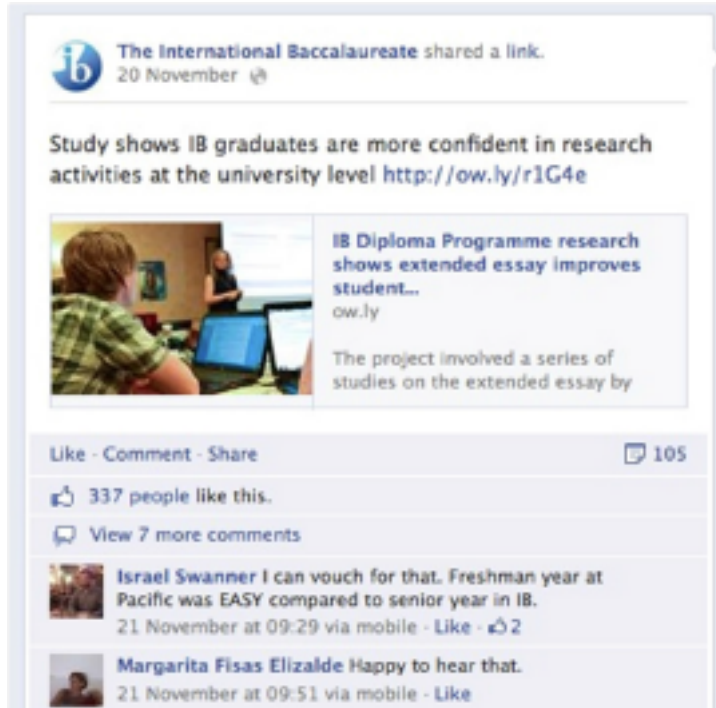 ib
The International Baccalaureate shared a link.
20 November
Study shows IB graduates are more confident in research
activities at the university level http://ow.ly/r1G4e
IB Diploma Programme research
shows extended essay improves
student...
ow.ly
The project involved a series of
studies on the extended essay by
Like · Comment · Share 105
337 people like this.
View 7 more comments
Israel Swanner I can vouch for that. Freshman year at
Pacific was EASY compared to senior year in IB.
21 November at 09:29 via mobile · Like · 2
Margarita Fisas Elizalde Happy to hear that.
21 November at 09:51 via mobile · Like